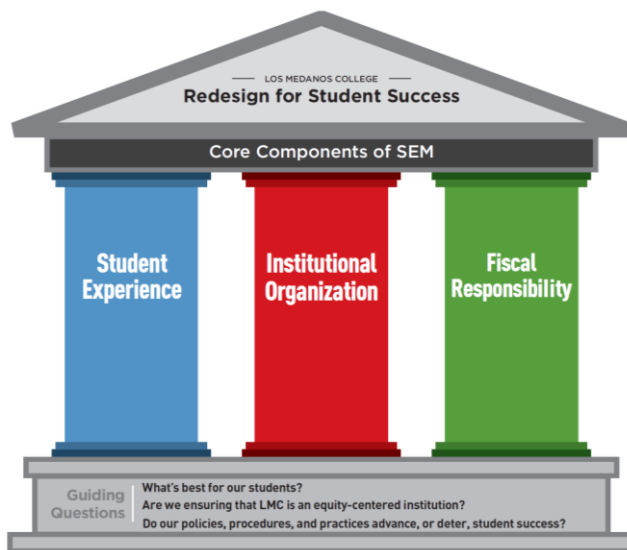 LOS MEDANOS COLLEGE
Redesign for Student Success
Core Components of SEM
Student
Experience
Institutional
Organization
Fiscal
Responsibility
Guiding
Questions
What's best for our students?
Are we ensuring that LMC is an equity-centered institution?
Do our policies, procedures, and practices advance, or deter, student success?